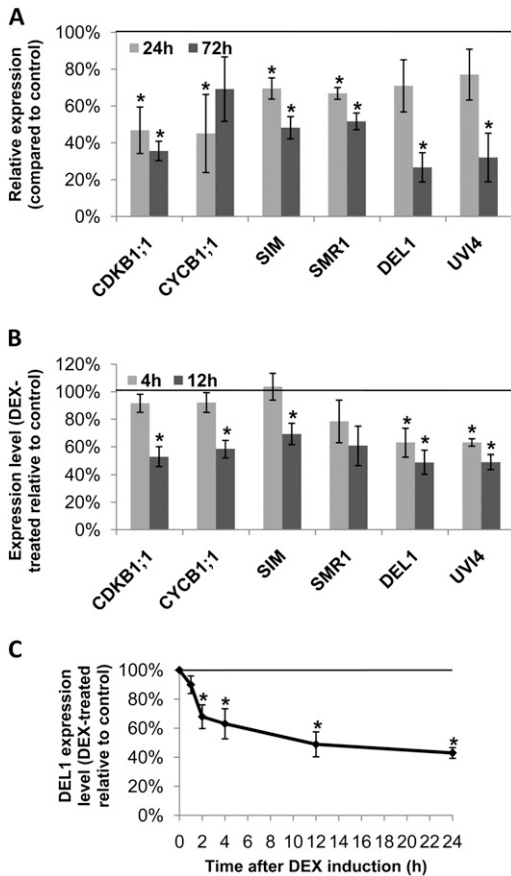 A
Relative expression
(compared to control)
100%
80%
60%
40%
20%
0%
24h 72h
* * * * * * * * *
CDKB1;1 CYCB1;1 SIM SMR1 DEL1 UVI4
B
Expression level (DEX-
treated relative to control)
120%
100%
80%
60%
40%
20%
0%
4h 12h
* * * * * * *
CDKB1;1 CYCB1;1 SIM SMR1 DEL1 UVI4
C
DEL1 expression
level (DEX-treated
relative to control)
100%
80%
60%
40%
20%
0%
* * * *
0 2 4 6 8 10 12 14 16 18 20 22 24
Time after DEX induction (h)